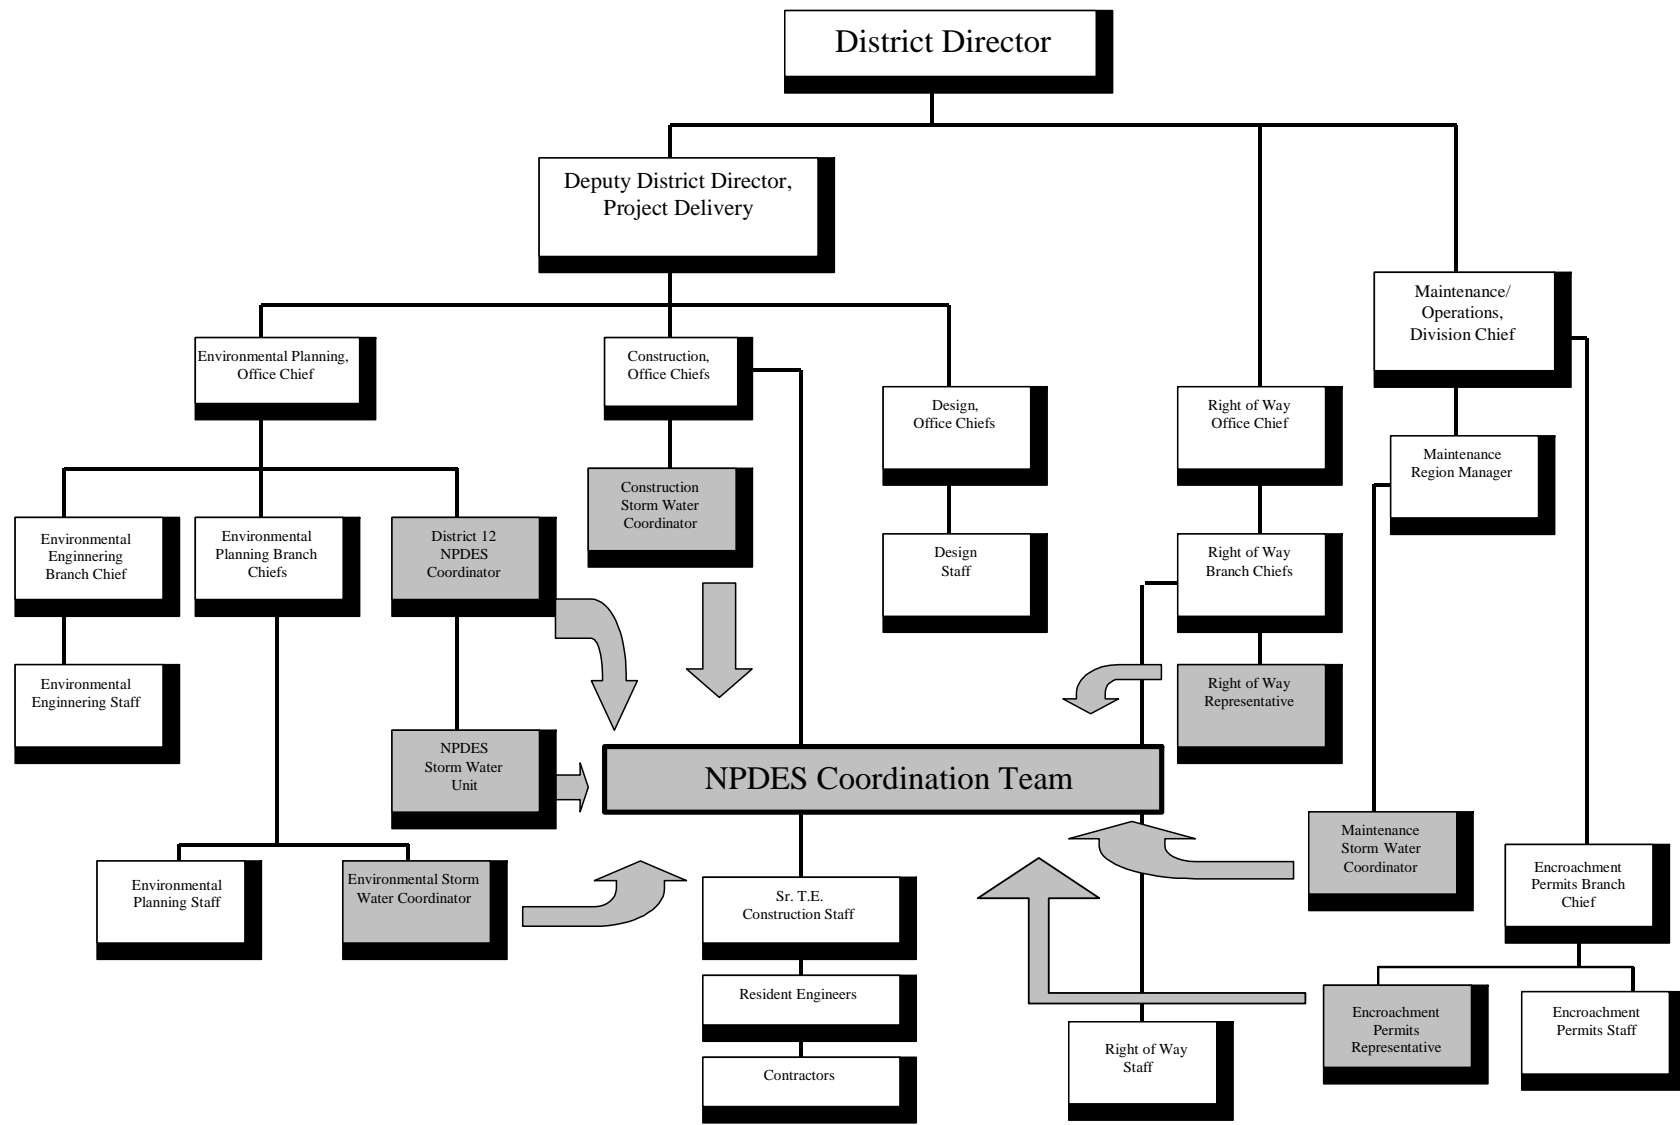 District Director
Deputy District Director,
Project Delivery
Maintenance/
Operations,
Division Chief
Environmental Planning,
Office Chief
Construction,
Office Chiefs
Design,
Office Chiefs
Right of Way
Office Chief
Maintenance
Region Manager
Construction
Storm Water
Coordinator
Environmental
Enginnering
Branch Chief
Environmental
Planning Branch
Chiefs
District 12
NPDES
Coordinator
Design
Staff
Right of Way
Branch Chiefs
Environmental
Enginnering Staff
Right of Way
Representative
NPDES
Storm Water
Unit
NPDES Coordination Team
Maintenance
Storm Water
Coordinator
Environmental
Planning Staff
Environmental Storm
Water Coordinator
Sr. T.E.
Construction Staff
Encroachment
Permits Branch
Chief
Resident Engineers
Encroachment
Permits
Representative
Encroachment
Permits Staff
Right of Way
Staff
Contractors